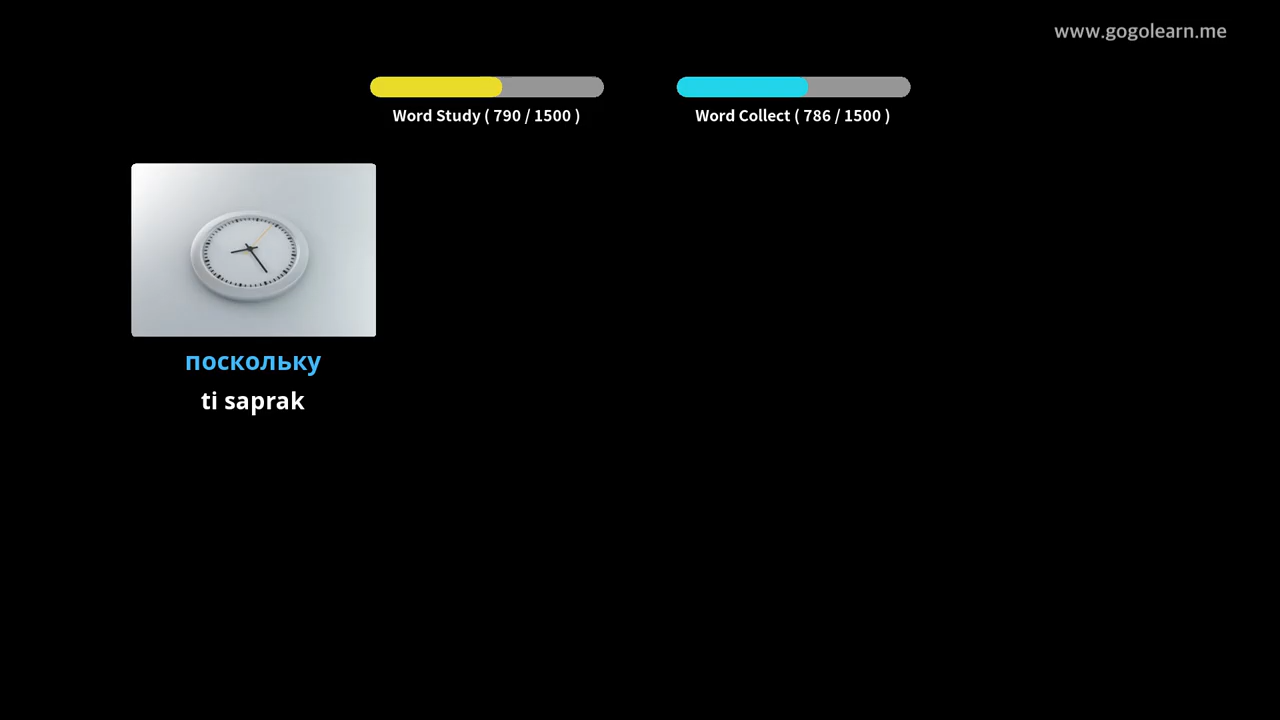 www.gogolearn.me
Word Study ( 790 / 1500 )
Word Collect ( 786 / 1500 )
поскольку
ti saprak